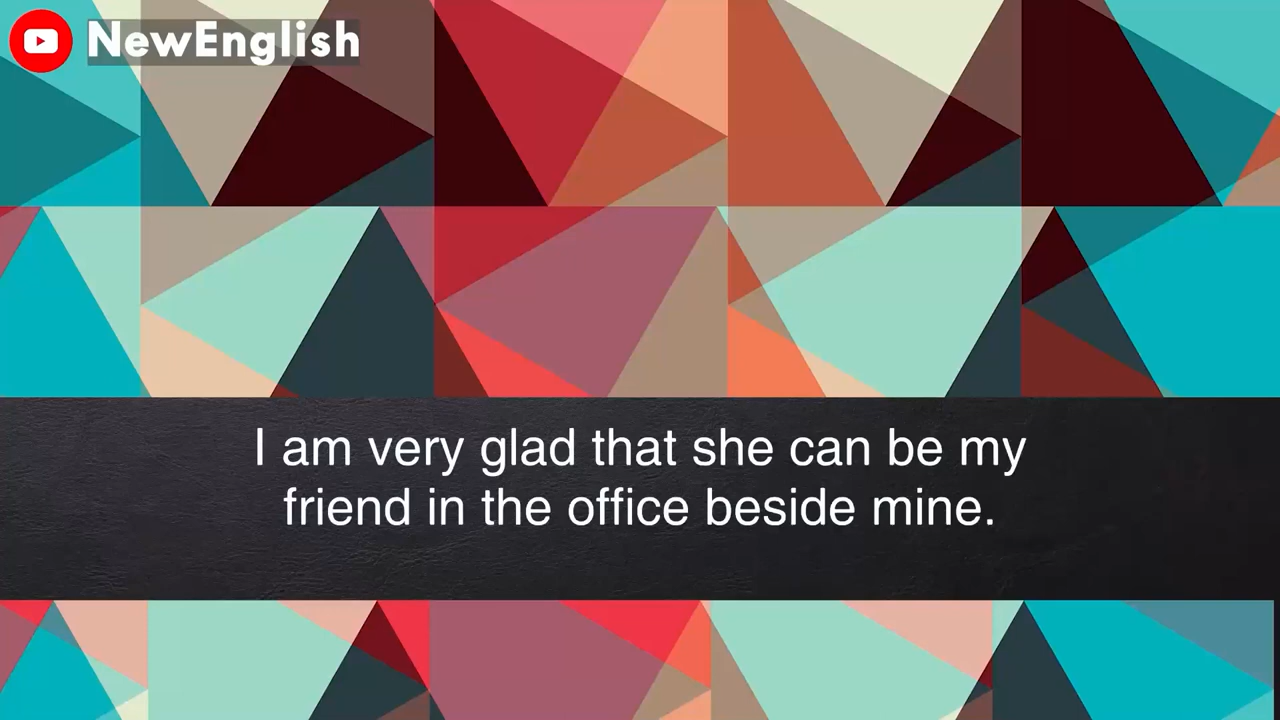 NewEnglish
I am very glad that she can be my
friend in the office beside mine.